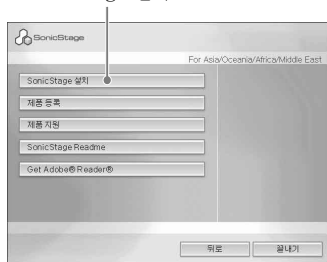 SonicStage
For Asia/Oceania/Africa/Middle East
SonicStage 설치
제품 등록
제품 지원
SonicStage Readme
Get Adobe® Reader®
뒤로
끝내기